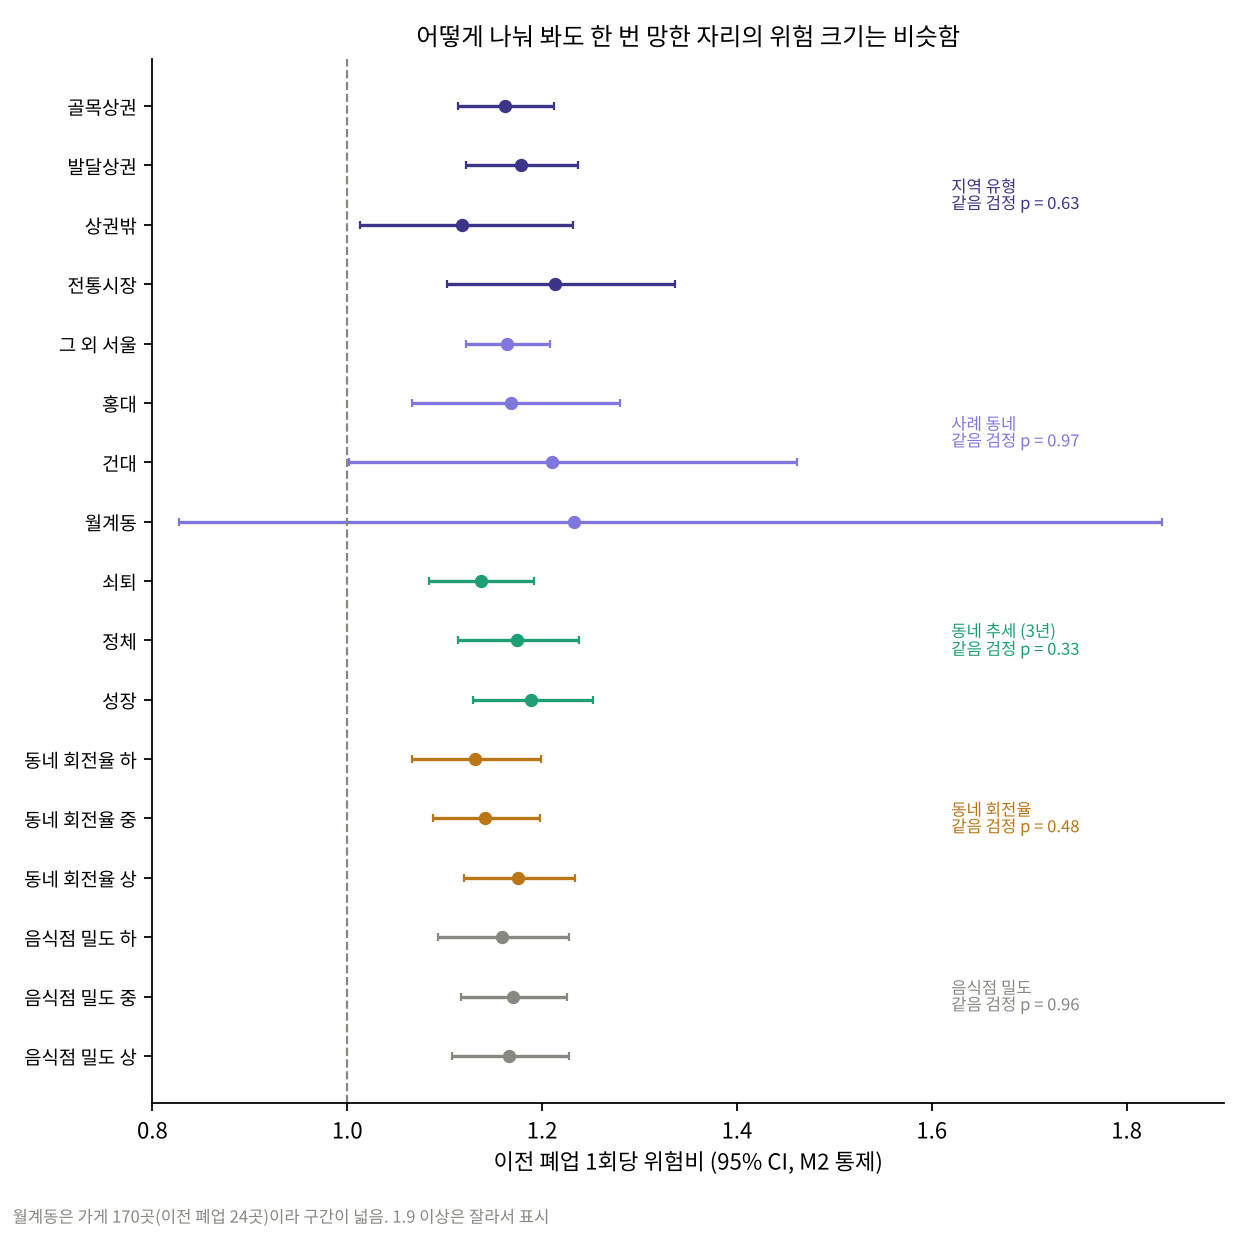 어떻게 나눠 봐도 한 번 망한 자리의 위험 크기는 비슷함
골목상권
발달상권
지역 유형
같음 검정 p = 0.63
상권밖
전통시장
그 외 서울
홍대
사례 동네
같음 검정 p = 0.97
건대
월계동
쇠퇴
동네 추세 (3년)
같음 검정 p = 0.33
정체
성장
동네 회전율 하
동네 회전율
같음 검정 p = 0.48
동네 회전율 중
동네 회전율 상
음식점 밀도 하
음식점 밀도
같음 검정 p = 0.96
음식점 밀도 중
음식점 밀도 상
0.8 1.0 1.2 1.4 1.6 1.8
이전 폐업 1회당 위험비 (95% CI, M2 통제)
월계동은 가게 170곳(이전 폐업 24곳)이라 구간이 넓음. 1.9 이상은 잘라서 표시